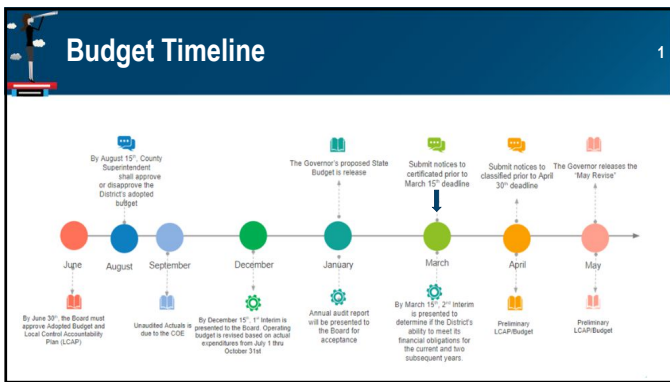 Budget Timeline
1
By August 15th, County
Superintendent
shall approve
or disapprove the
District's adopted
budget
The Governor's proposed State
Budget is release
Submit notices to
certificated prior to
March 15th deadline
Submit notices to
classified prior to April
30th deadline
The Governor releases the
'May Revise'
June
August
September
December
January
March
April
May
By June 30th, the Board must
approve Adopted Budget and
Local Control Accountability
Plan (LCAP)
Unaudited Actuals is
due to the COE
By December 15th, 1st Interim is
presented to the Board. Operating
budget is revised based on actual
expenditures from July 1 thru
October 31st
Annual audit report
will be presented to
the Board for
acceptance
By March 15th, 2nd Interim
is presented to
determine if the District's
ability to meet its
financial obligations for
the current and two
subsequent years.
Preliminary
LCAP/Budget
Preliminary
LCAP/Budget